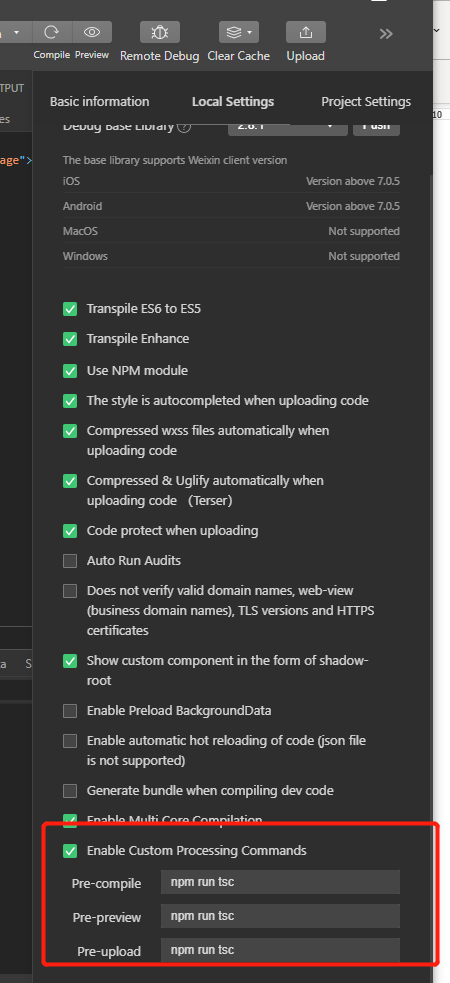 Compile Preview Remote Debug Clear Cache Upload
TPUT
Basic information Local Settings Project Settings
es
Debug Base Library ? 2.8.1 Push
10
age">
The base library supports Weixin client version
iOS Version above 7.0.5
Android Version above 7.0.5
MacOS Not supported
Windows Not supported
Transpile ES6 to ES5
Transpile Enhance
Use NPM module
The style is autocompleted when uploading code
Compressed wxss files automatically when
uploading code
Compressed & Uglify automatically when
uploading code (Terser)
Code protect when uploading
Auto Run Audits
Does not verify valid domain names, web-view
(business domain names), TLS versions and HTTPS
certificates
ta S
Show custom component in the form of shadow-
root
Enable Preload BackgroundData
Enable automatic hot reloading of code (json file
is not supported)
Generate bundle when compiling dev code
Enable Multi Core Compilation
Enable Custom Processing Commands
Pre-compile npm run tsc
Pre-preview npm run tsc
Pre-upload npm run tsc